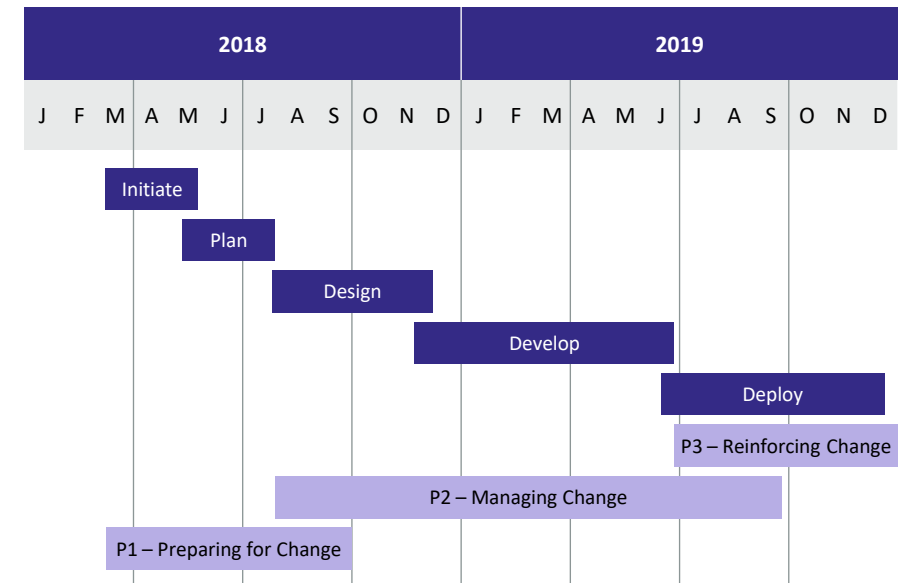 2018 2019
J F M A M J J A S O N D J F M A M J J A S O N D
Initiate
Plan
Design
Develop
Deploy
P3 – Reinforcing Change
P2 – Managing Change
P1 – Preparing for Change